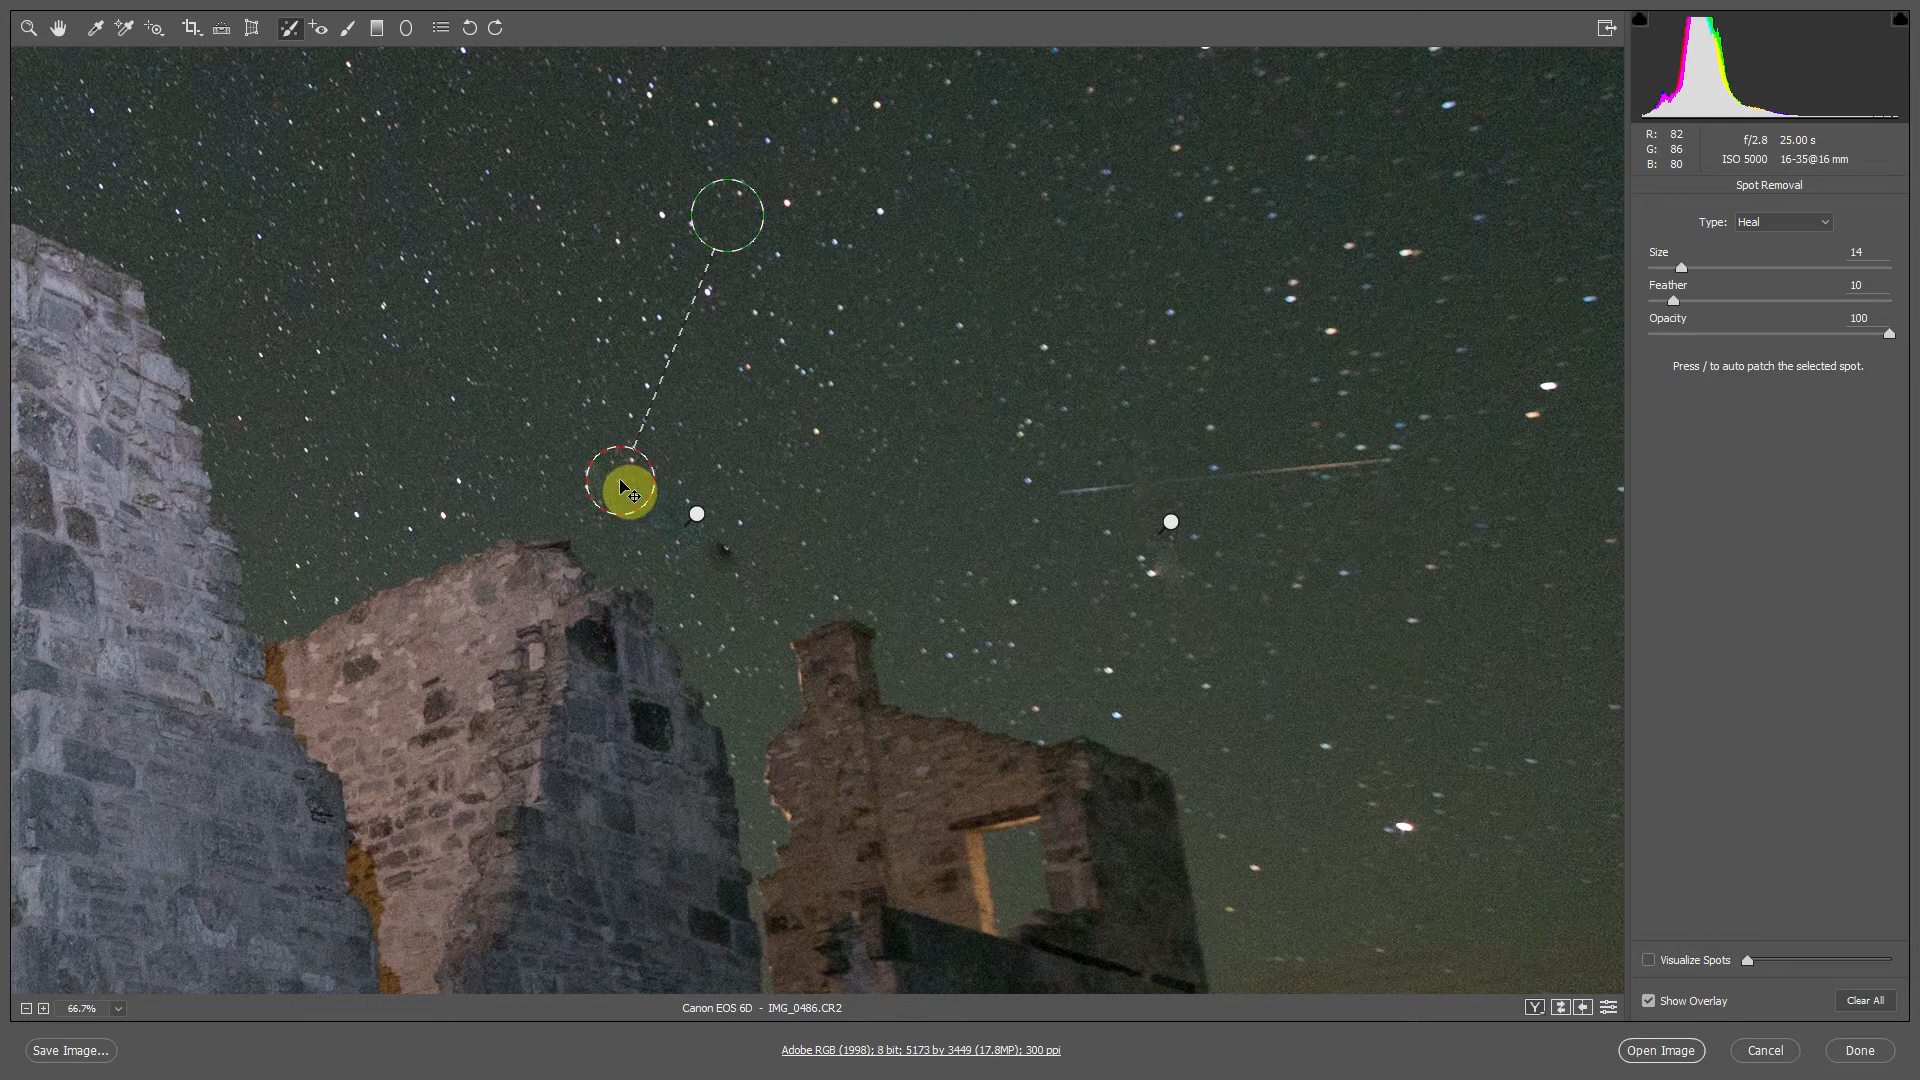 R: 82
G: 86
B: 80
f/2.8 25.00 s
ISO 5000 16-35@16 mm
Spot Removal
Type: Heal
Size 14
Feather 10
Opacity 100
Press / to auto patch the selected spot.
Visualize Spots
Show Overlay Clear All
66.7%
Canon EOS 6D - IMG_0486.CR2
Y
Save Image...
Adobe RGB (1998); 8 bit; 5173 by 3449 (17.8MP); 300 ppi
Open Image Cancel Done